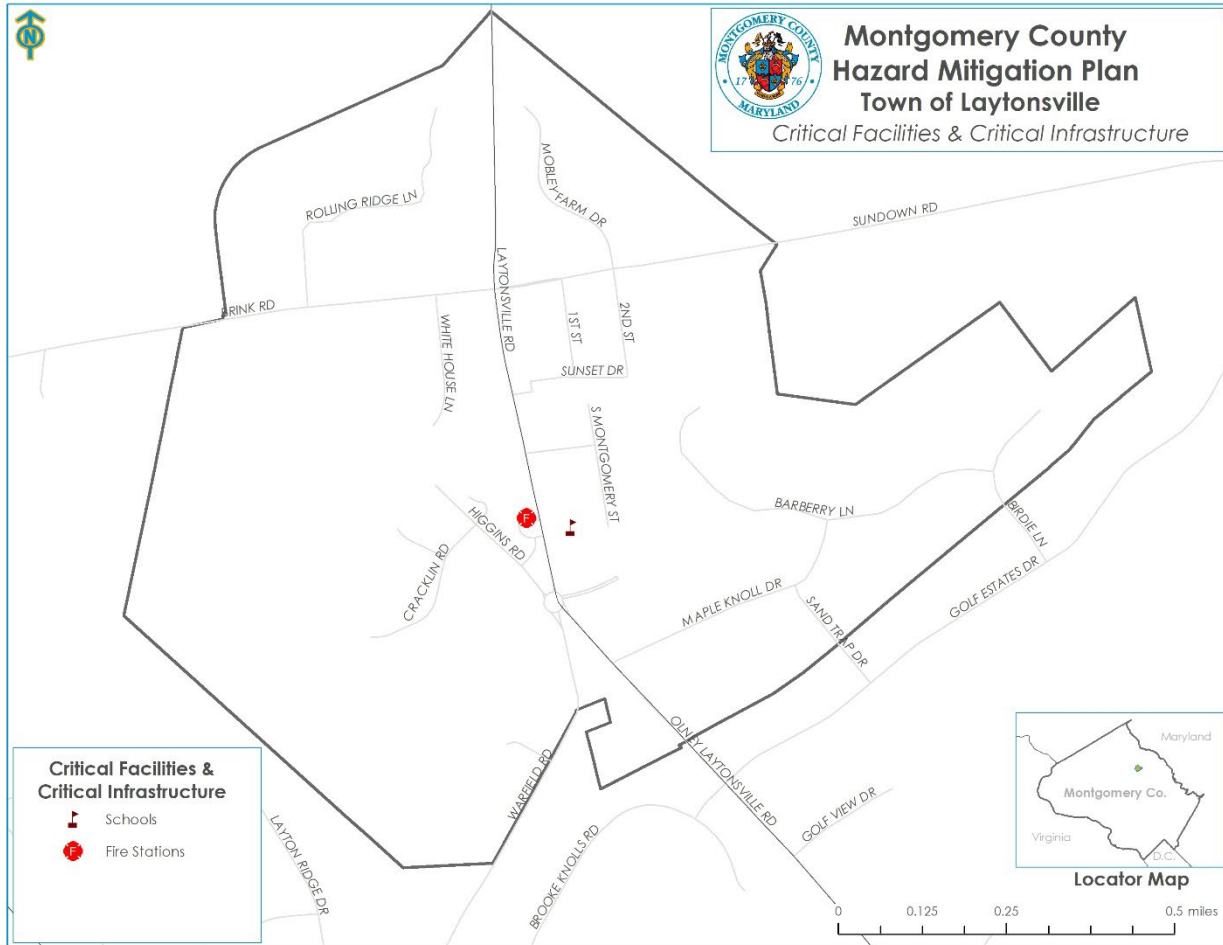 N
MONTGOMERY COUNTY
17 76
MARYLAND
Montgomery County
Hazard Mitigation Plan
Town of Laytonsville
Critical Facilities & Critical Infrastructure
ROLLING RIDGE LN
MOBLEY FARM DR
SUNDOWN RD
LAYTONSVILLE RD
BRINK RD
WHITE HOUSE LN
1ST ST
2ND ST
SUNSET DR
S MONTGOMERY ST
BARBERRY LN
BIRDIE LN
F
HIGGINS RD
CRACKLIN RD
MAPLE KNOLL DR
SAND TRAP DR
GOLF ESTATES DR
OLNEY LAYTONSVILLE RD
WARFIELD RD
GOLF VIEW DR
BROOKE KNOLLS RD
LAYTON RIDGE DR
Critical Facilities &
Critical Infrastructure
Schools
F Fire Stations
Maryland
Montgomery Co.
Virginia
D.C.
Locator Map
0 0.125 0.25 0.5 miles